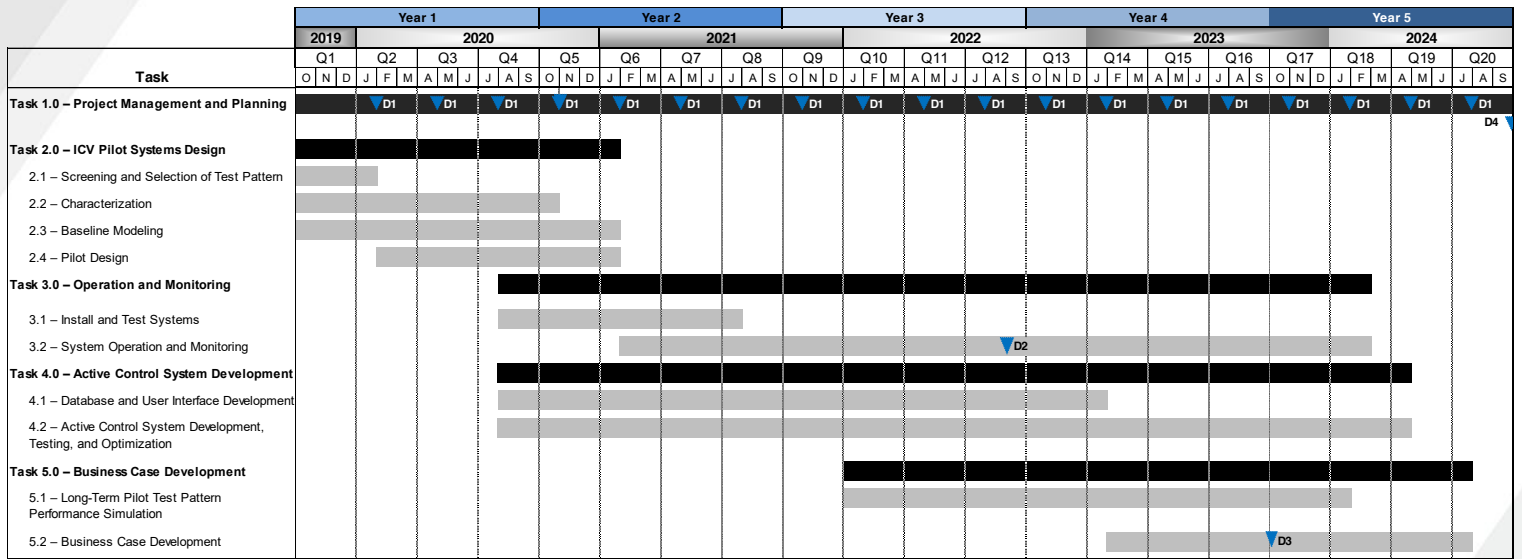 Year 1 Year 2 Year 3 Year 4 Year 5
2019 2020 2021 2022 2023 2024
Q1 Q2 Q3 Q4 Q5 Q6 Q7 Q8 Q9 Q10 Q11 Q12 Q13 Q14 Q15 Q16 Q17 Q18 Q19 Q20
Task O N D J F M A M J J A S O N D J F M A M J J A S O N D J F M A M J J A S O N D J F M A M J J A S O N D J F M A M J J A S
Task 1.0 – Project Management and Planning D1 D1 D1 D1 D1 D1 D1 D1 D1 D1 D1 D1 D1 D1 D1 D1 D1 D1 D1
D4
Task 2.0 – ICV Pilot Systems Design
2.1 – Screening and Selection of Test Pattern
2.2 – Characterization
2.3 – Baseline Modeling
2.4 – Pilot Design
Task 3.0 – Operation and Monitoring
3.1 – Install and Test Systems
3.2 – System Operation and Monitoring D2
Task 4.0 – Active Control System Development
4.1 – Database and User Interface Development
4.2 – Active Control System Development,
Testing, and Optimization
Task 5.0 – Business Case Development
5.1 – Long-Term Pilot Test Pattern
Performance Simulation
5.2 – Business Case Development D3